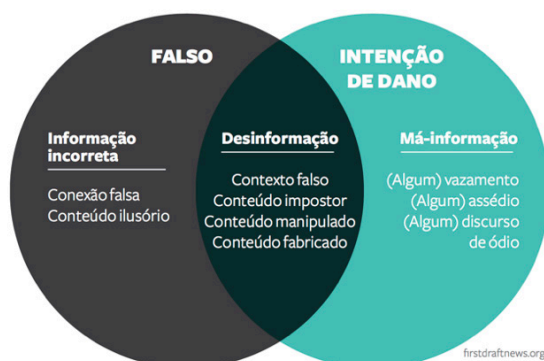 FALSO
INTENÇÃO
DE DANO
Informação
incorreta
Conexão falsa
Conteúdo ilusório
Desinformação
Contexto falso
Conteúdo impostor
Conteúdo manipulado
Conteúdo fabricado
Má-informação
(Algum) vazamento
(Algum) assédio
(Algum) discurso
de ódio
firstdraftnews.org